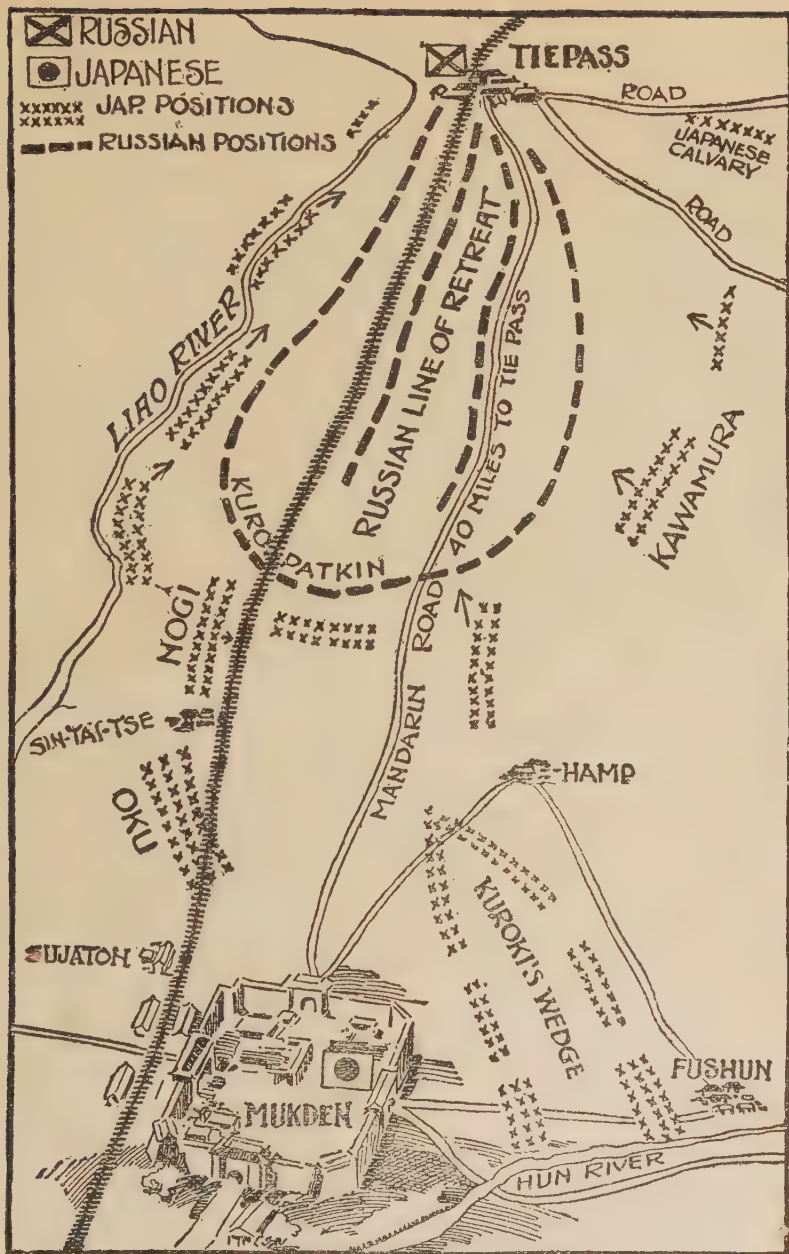 RUSSIAN
JAPANESE
JAP. POSITIONS
RUSSIAN POSITIONS
TIEPASS
ROAD
JAPANESE
CALVARY
ROAD
LIAO RIVER
RUSSIAN LINE OF RETREAT
40 MILES TO TIE PASS
KUROPATKIN
KAWAMURA
NOGI
MANDARIN ROAD
SIN-TAI-TSE
OKU
HAMP
KUROKI'S WEDGE
SUJATON
FUSHUN
MUKDEN
HUN RIVER